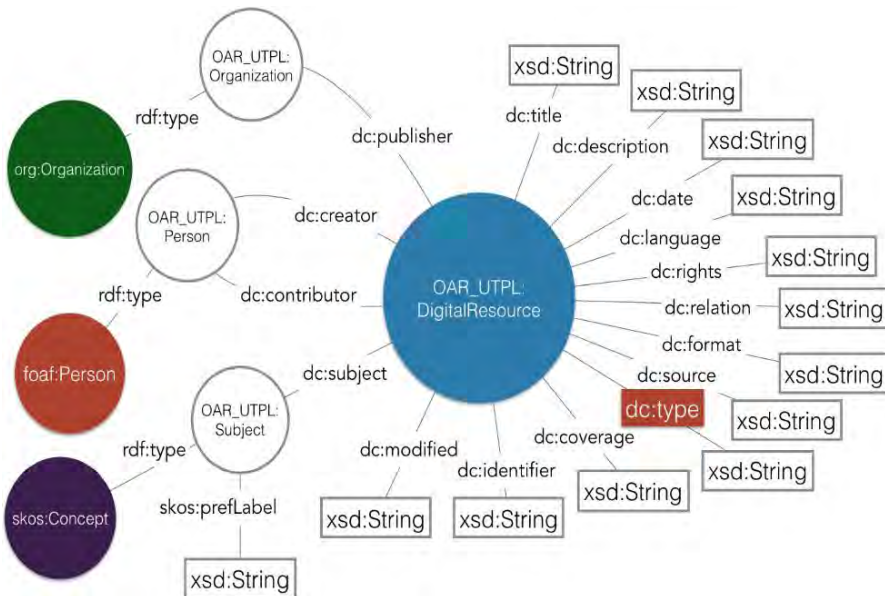 OAR_UTPL:
Organization
rdf:type
org:Organization
dc:publisher
OAR_UTPL:
Person
dc:creator
dc:contributor
rdf:type
foaf:Person
dc:subject
OAR_UTPL:
Subject
rdf:type
skos:Concept
skos:prefLabel
xsd:String
OAR_UTPL:
DigitalResource
xsd:String
dc:title
xsd:String
dc:description
xsd:String
dc:date
xsd:String
dc:language
xsd:String
dc:rights
xsd:String
dc:relation
xsd:String
dc:format
xsd:String
dc:source
xsd:String
dc:type
xsd:String
dc:coverage
xsd:String
dc:identifier
xsd:String
dc:modified